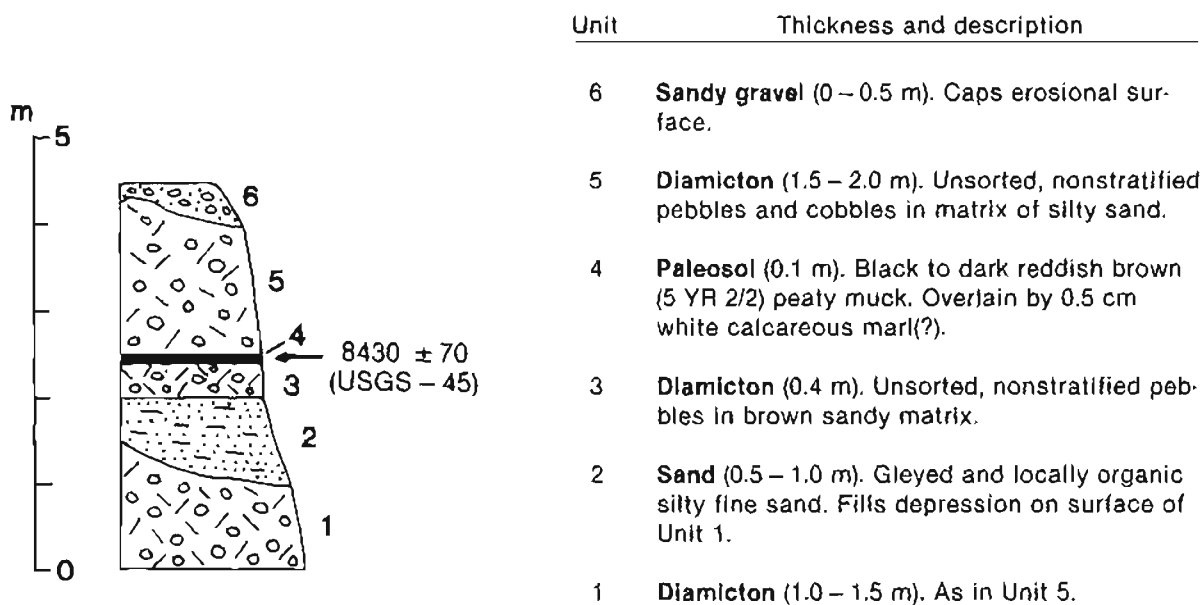 Unit Thickness and description
6 Sandy gravel (0 – 0.5 m). Caps erosional sur-
face.
5 Diamicton (1.5 – 2.0 m). Unsorted, nonstratified
pebbles and cobbles in matrix of silty sand.
4 Paleosol (0.1 m). Black to dark reddish brown
(5 YR 2/2) peaty muck. Overlain by 0.5 cm
white calcareous marl(?).
3 Diamicton (0.4 m). Unsorted, nonstratified peb-
bles in brown sandy matrix.
2 Sand (0.5 – 1.0 m). Gleyed and locally organic
silty fine sand. Fills depression on surface of
Unit 1.
1 Diamicton (1.0 – 1.5 m). As in Unit 5.
m
5
0
6
5
4
8430 ± 70
(USGS – 45)
3
2
1